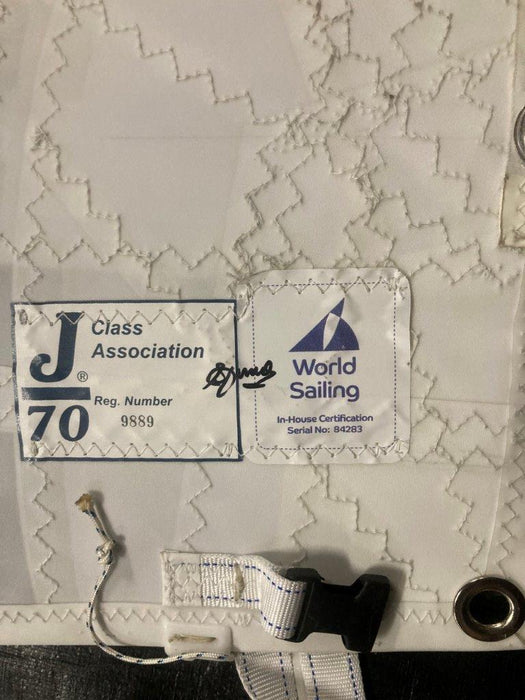 J
®
70
Class
Association
Reg. Number
9889
World
Sailing
In-House Certification
Serial No: 84283